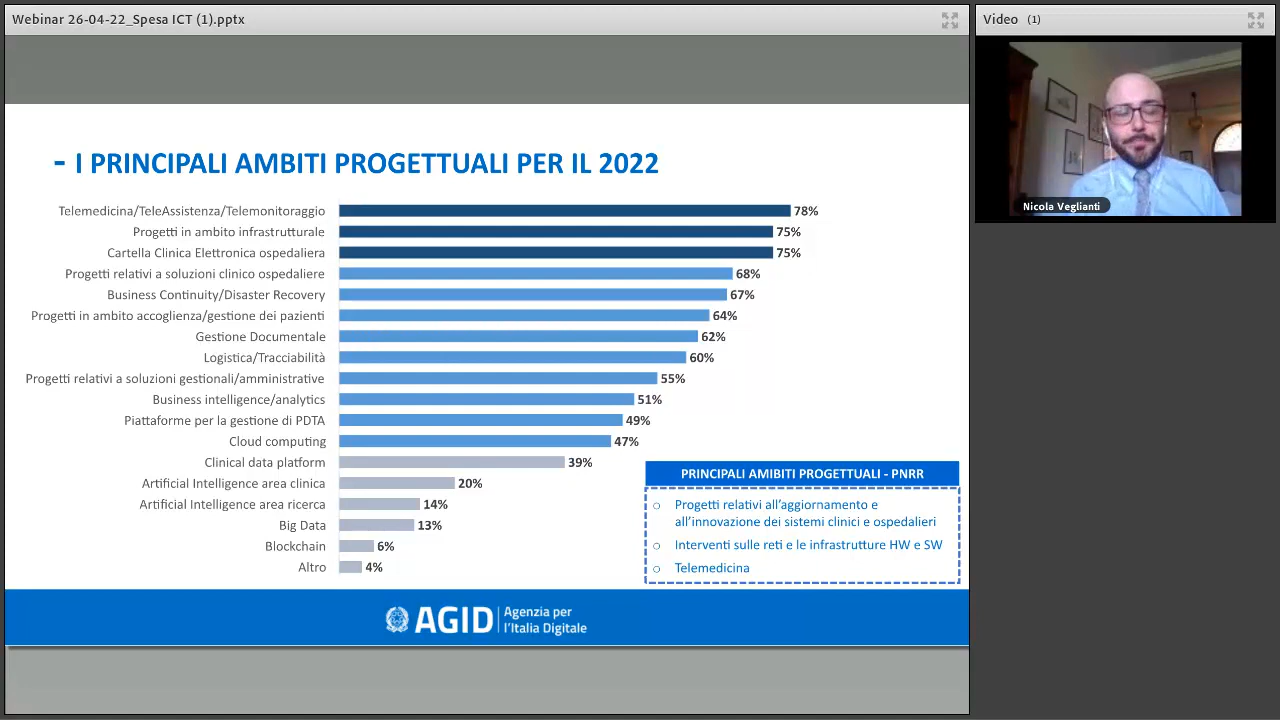 Webinar 26-04-22_Spesa ICT (1).pptx
Video (1)
Nicola Veglianti
- I PRINCIPALI AMBITI PROGETTUALI PER IL 2022
Telemedicina/TeleAssistenza/Telemonitoraggio 78%
Progetti in ambito infrastrutturale 75%
Cartella Clinica Elettronica ospedaliera 75%
Progetti relativi a soluzioni clinico ospedaliere 68%
Business Continuity/Disaster Recovery 67%
Progetti in ambito accoglienza/gestione dei pazienti 64%
Gestione Documentale 62%
Logistica/Tracciabilità 60%
Progetti relativi a soluzioni gestionali/amministrative 55%
Business intelligence/analytics 51%
Piattaforme per la gestione di PDTA 49%
Cloud computing 47%
Clinical data platform 39%
Artificial Intelligence area clinica 20%
Artificial Intelligence area ricerca 14%
Big Data 13%
Blockchain 6%
Altro 4%
PRINCIPALI AMIBITI PROGETTUALI - PNRR
○ Progetti relativi all'aggiornamento e
all'innovazione dei sistemi clinici e ospedalieri
○ Interventi sulle reti e le infrastrutture HW e SW
○ Telemedicina
AGID
Agenzia per
l'Italia Digitale